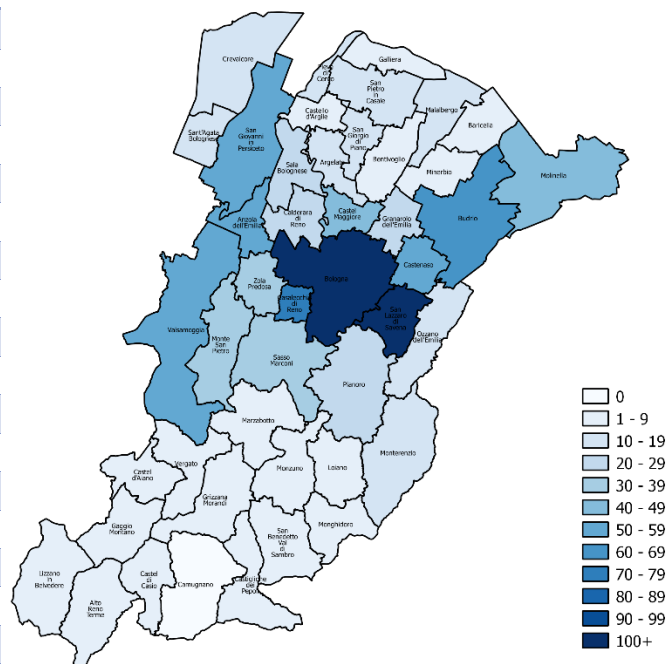 Crevalcore
Galliera
Pieve
di
Cento
San
Pietro
in
Casale
Castello
d'Argile
Malalbergo
Baricella
Sant'Agata
Bolognese
San
Giovanni
in
Persiceto
San
Giorgio
di
Piano
Sala
Bolognese
Argelato
Bentivoglio
Minerbio
Molinella
Calderara
di
Reno
Castel
Maggiore
Granarolo
dell'Emilia
Budrio
Anzola
dell'Emilia
Castenaso
Bologna
Zola
Predosa
Casalecchio
di
Reno
San
Lazzaro
di
Savena
Valsamoggia
Monte
San
Pietro
Ozzano
dell'Emilia
Sasso
Marconi
Pianoro
Marzabotto
Monterenzio
Vergato
Castel
d'Aiano
Monzuno
Loiano
Grizzana
Morandi
Gaggio
Montano
San
Benedetto
Val
di
Sambro
Monghidoro
Lizzano
in
Belvedere
Castel
di
Casio
Camugnano
Castiglione
dei
Pepoli
Alto
Reno
Terme
0
1 - 9
10 - 19
20 - 29
30 - 39
40 - 49
50 - 59
60 - 69
70 - 79
80 - 89
90 - 99
100+